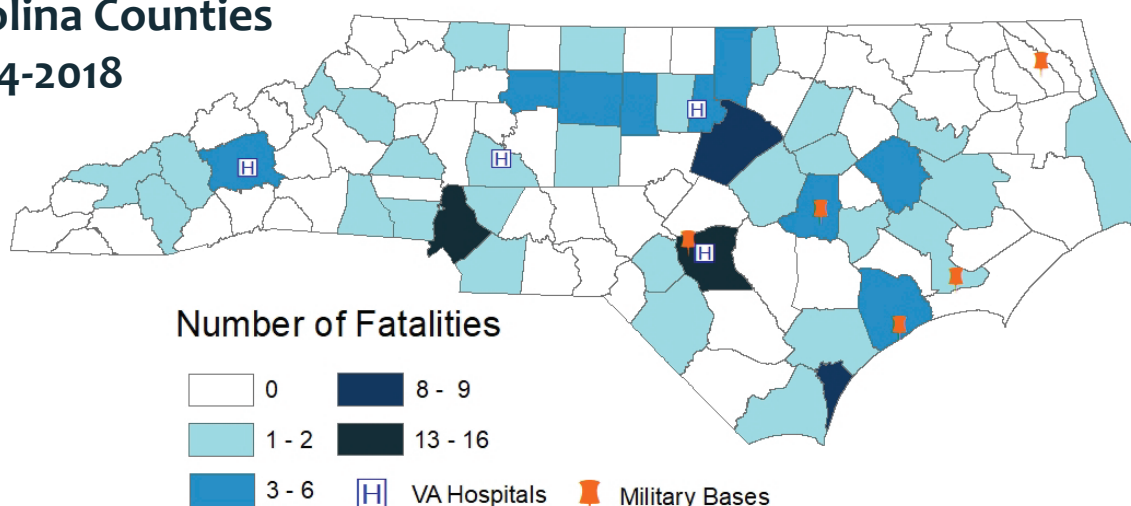 olina Counties
4-2018
H
H
H
H
Number of Fatalities
0
8 - 9
1 - 2
13 - 16
3 - 6
H VA Hospitals
Military Bases